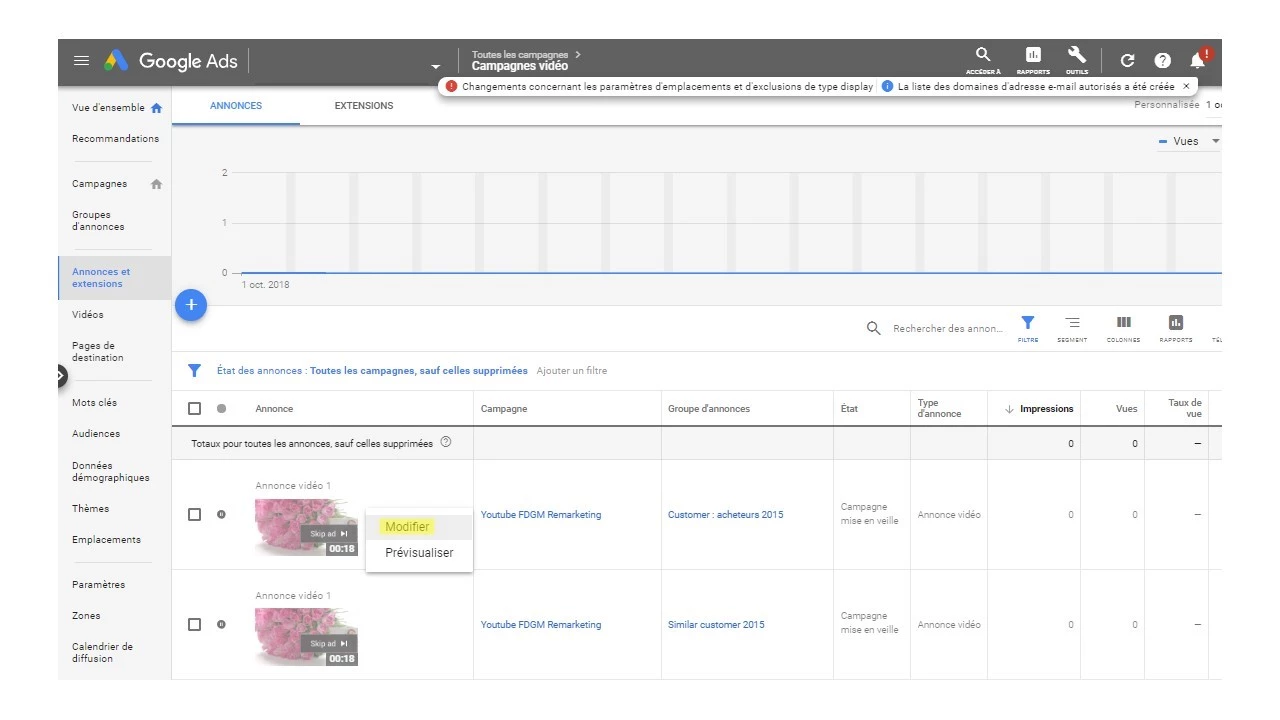 Google Ads
Toutes les campagnes >
Campagnes vidéo
ACCÉDER À
RAPPORTS
OUTILS
Changements concernant les paramètres d'emplacements et d'exclusions de type display
La liste des domaines d'adresse e-mail autorisés a été créée
Vue d'ensemble
Recommandations
Campagnes
Groupes
d'annonces
Annonces et
extensions
Vidéos
Pages de
destination
Mots clés
Audiences
Données
démographiques
Thèmes
Emplacements
Paramètres
Zones
Calendrier de
diffusion
ANNONCES
EXTENSIONS
Personnalisée 1
Vues
2
1
0
1 oct. 2018
Rechercher des annon...
FILTRE
SEGMENT
COLONNES
RAPPORTS
État des annonces : Toutes les campagnes, sauf celles supprimées Ajouter un filtre
Annonce
Campagne
Groupe d'annonces
État
Type
d'annonce
Impressions
Vues
Taux de
vue
Totaux pour toutes les annonces, sauf celles supprimées
0
0
–
Annonce vidéo 1
Skip ad
00:18
Modifier
Prévisualiser
Youtube FDGM Remarketing
Customer : acheteurs 2015
Campagne
mise en veille
Annonce vidéo
0
0
–
Annonce vidéo 1
Skip ad
00:18
Youtube FDGM Remarketing
Similar customer 2015
Campagne
mise en veille
Annonce vidéo
0
0
–